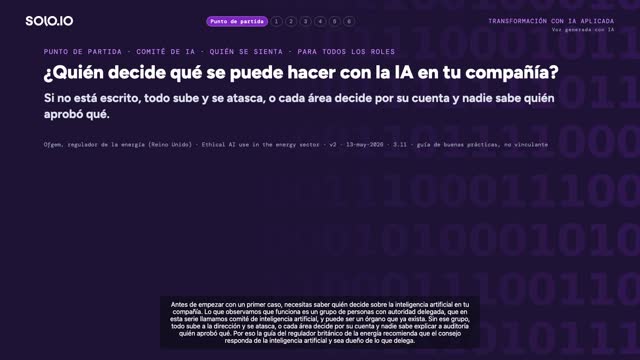 SOLO.IO
Punto de partida 1 2 3 4 5 6
TRANSFORMACIÓN CON IA APLICADA
Voz generada con IA
PUNTO DE PARTIDA · COMITÉ DE IA · QUIÉN SE SIENTA · PARA TODOS LOS ROLES
¿Quién decide qué se puede hacer con la IA en tu compañía?
Si no está escrito, todo sube y se atasca, o cada área decide por su cuenta y nadie sabe quién
aprobó qué.
Ofgem, regulador de la energía (Reino Unido) · Ethical AI use in the energy sector · v2 · 13-may-2026 · 3.11 · guía de buenas prácticas, no vinculante
Antes de empezar con un primer caso, necesitas saber quién decide sobre la inteligencia artificial en tu
compañía. Lo que observamos que funciona es un grupo de personas con autoridad delegada, que en
esta serie llamamos comité de inteligencia artificial, y puede ser un órgano que ya exista. Sin ese grupo,
todo sube a la dirección y se atasca, o cada área decide por su cuenta y nadie sabe explicar a auditoría
quién aprobó qué. Por eso la guía del regulador británico de la energía recomienda que el consejo
responda de la inteligencia artificial y sea dueño de lo que delega.